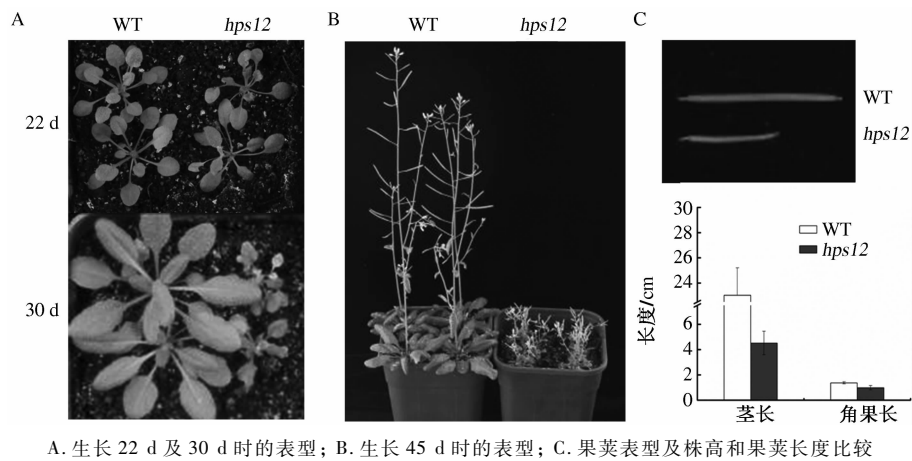 A
WT
hps12
22 d
30 d
B
WT
hps12
C
WT
hps12
30
28
26
24
6
4
2
0
长度/cm
WT
hps12
茎长
角果长
A.生长 22 d 及 30 d 时的表型；B.生长 45 d 时的表型；C.果荚表型及株高和果荚长度比较